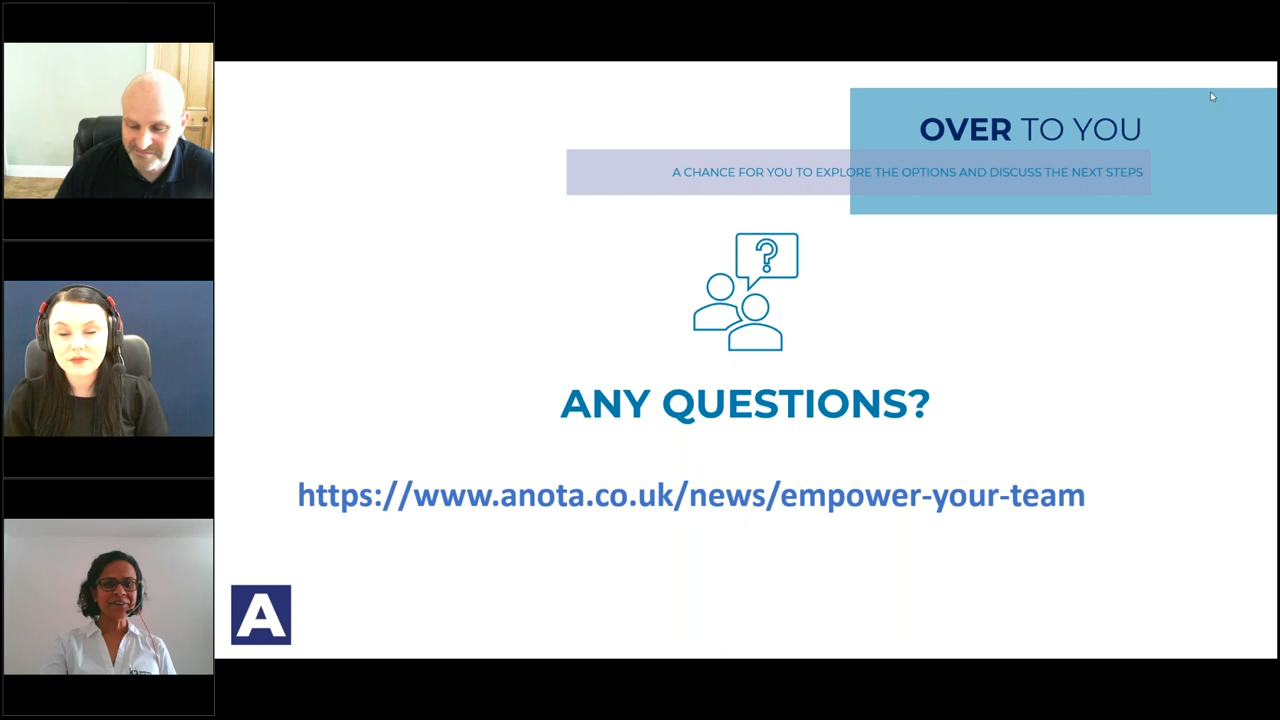 OVER TO YOU
A CHANCE FOR YOU TO EXPLORE THE OPTIONS AND DISCUSS THE NEXT STEPS
?
ANY QUESTIONS?
https://www.anota.co.uk/news/empower-your-team
A